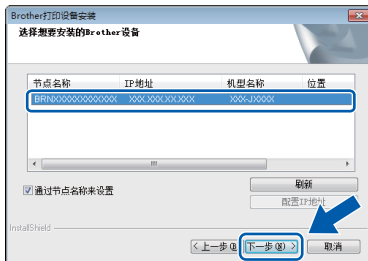 Brother打印设备安装
选择想要安装的Brother设备
节点名称 IP地址 机型名称 位置
BRNXXXXXXXXXXXX XXX.XXX.XX.XXX XXX-JXXXX
通过节点名称来设置
刷新
配置IP地址
InstallShield
<上一步(B) 下一步(N) > 取消